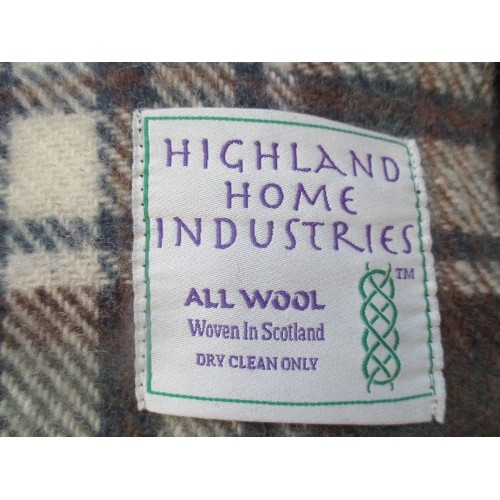 HIGHLAND
HOME
INDUSTRIES
TM
ALL WOOL
Woven In Scotland
DRY CLEAN ONLY